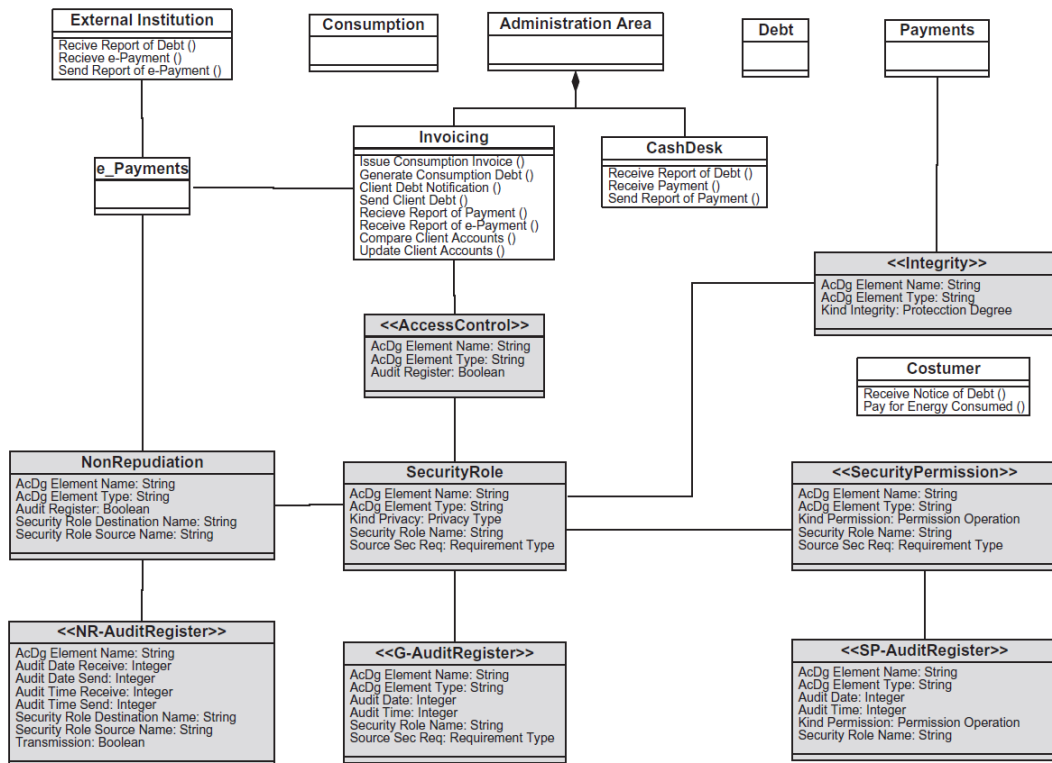 External Institution
Recive Report of Debt ()
Recieve e-Payment ()
Send Report of e-Payment ()
Consumption
Administration Area
Debt
Payments
e_Payments
Invoicing
Issue Consumption Invoice ()
Generate Consumption Debt ()
Client Debt Notification ()
Send Client Debt ()
Recieve Report of Payment ()
Receive Report of e-Payment ()
Compare Client Accounts ()
Update Client Accounts ()
CashDesk
Receive Report of Debt ()
Receive Payment ()
Send Report of Payment ()
<<Integrity>>
AcDg Element Name: String
AcDg Element Type: String
Kind Integrity: Protecction Degree
<<AccessControl>>
AcDg Element Name: String
AcDg Element Type: String
Audit Register: Boolean
Costumer
Receive Notice of Debt ()
Pay for Energy Consumed ()
NonRepudiation
AcDg Element Name: String
AcDg Element Type: String
Audit Register: Boolean
Security Role Destination Name: String
Security Role Source Name: String
SecurityRole
AcDg Element Name: String
AcDg Element Type: String
Kind Privacy: Privacy Type
Security Role Name: String
Source Sec Req: Requirement Type
<<SecurityPermission>>
AcDg Element Name: String
AcDg Element Type: String
Kind Permission: Permission Operation
Security Role Name: String
Source Sec Req: Requirement Type
<<NR-AuditRegister>>
AcDg Element Name: String
Audit Date Receive: Integer
Audit Date Send: Integer
Audit Time Receive: Integer
Audit Time Send: Integer
Security Role Destination Name: String
Security Role Source Name: String
Transmission: Boolean
<<G-AuditRegister>>
AcDg Element Name: String
AcDg Element Type: String
Audit Date: Integer
Audit Time: Integer
Security Role Name: String
Source Sec Req: Requirement Type
<<SP-AuditRegister>>
AcDg Element Name: String
AcDg Element Type: String
Audit Date: Integer
Audit Time: Integer
Kind Permission: Permission Operation
Security Role Name: String